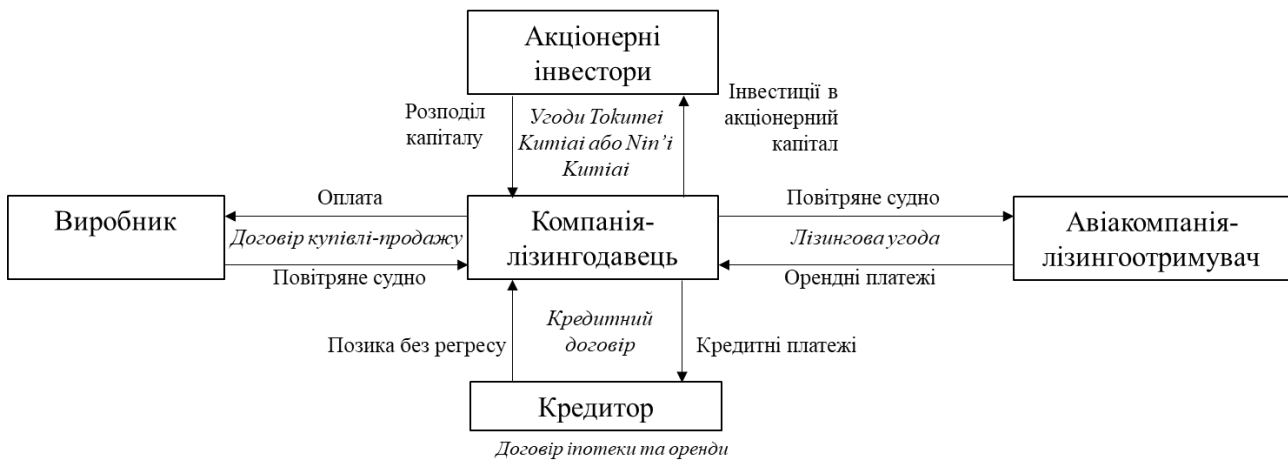 Акціонерні
інвестори
Розподіл
капіталу
Угоди Tokumei
Kumiai або Nin’i
Kumiai
Інвестиції в
акціонерний
капітал
Виробник
Оплата
Договір купівлі-продажу
Повітряне судно
Компанія-
лізингодавець
Повітряне судно
Лізингова угода
Орендні платежі
Авіакомпанія-
лізингоотримувач
Позика без регресу
Кредитний
договір
Кредитні платежі
Кредитор
Договір іпотеки та оренди